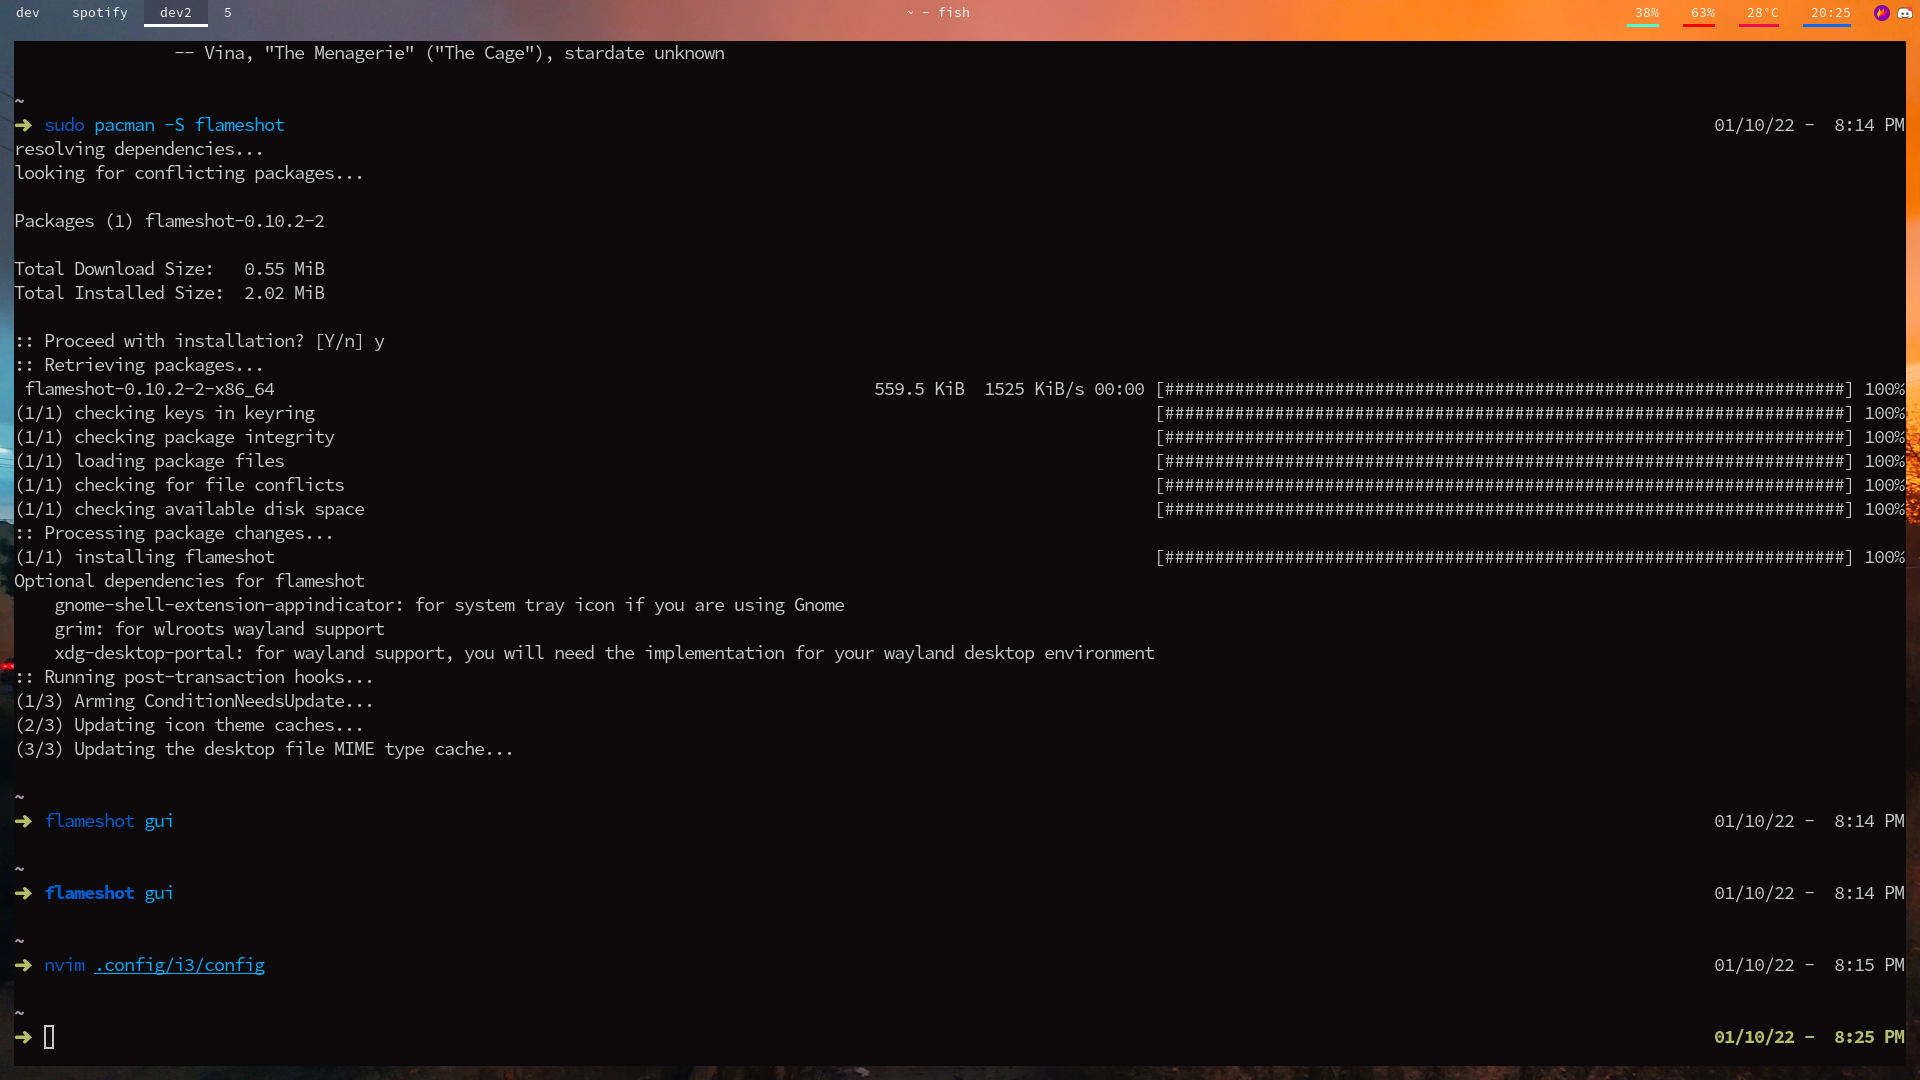 dev spotify dev2 5 ~ - fish 38% 63% 28°C 20:25
-- Vina, "The Menagerie" ("The Cage"), stardate unknown
~
➜ sudo pacman -S flameshot 01/10/22 - 8:14 PM
resolving dependencies...
looking for conflicting packages...
Packages (1) flameshot-0.10.2-2
Total Download Size: 0.55 MiB
Total Installed Size: 2.02 MiB
:: Proceed with installation? [Y/n] y
:: Retrieving packages...
flameshot-0.10.2-2-x86_64 559.5 KiB 1525 KiB/s 00:00 [####################################################################] 100%
(1/1) checking keys in keyring [####################################################################] 100%
(1/1) checking package integrity [####################################################################] 100%
(1/1) loading package files [####################################################################] 100%
(1/1) checking for file conflicts [####################################################################] 100%
(1/1) checking available disk space [####################################################################] 100%
:: Processing package changes...
(1/1) installing flameshot [####################################################################] 100%
Optional dependencies for flameshot
gnome-shell-extension-appindicator: for system tray icon if you are using Gnome
grim: for wlroots wayland support
xdg-desktop-portal: for wayland support, you will need the implementation for your wayland desktop environment
:: Running post-transaction hooks...
(1/3) Arming ConditionNeedsUpdate...
(2/3) Updating icon theme caches...
(3/3) Updating the desktop file MIME type cache...
~
➜ flameshot gui 01/10/22 - 8:14 PM
~
➜ flameshot gui 01/10/22 - 8:14 PM
~
➜ nvim .config/i3/config 01/10/22 - 8:15 PM
~
➜ 01/10/22 - 8:25 PM